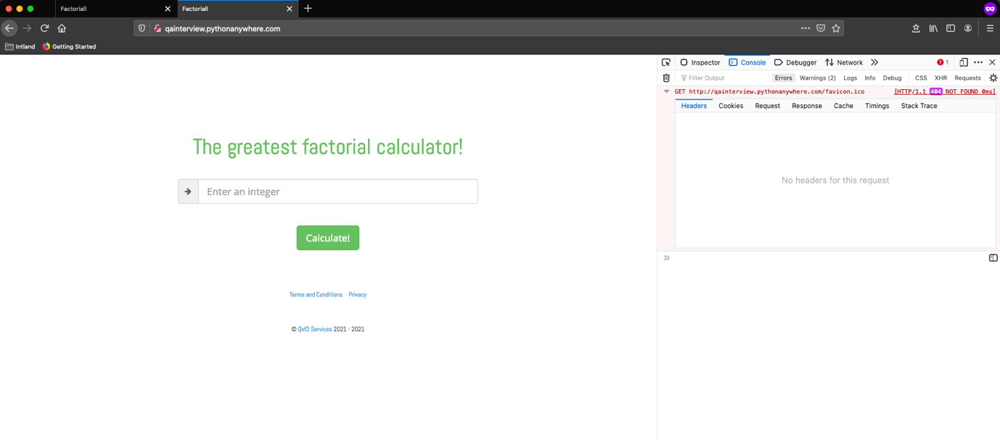 Factoriall
Factoriall
qainterview.pythonanywhere.com
Intland Getting Started
Inspector Console Debugger Network 1
Filter Output Errors Warnings (2) Logs Info Debug CSS XHR Requests
GET http://qainterview.pythonanywhere.com/favicon.ico [HTTP/1.1 404 NOT FOUND 0ms]
Headers Cookies Request Response Cache Timings Stack Trace
No headers for this request
The greatest factorial calculator!
Enter an integer
Calculate!
Terms and Conditions Privacy
© Qxf2 Services 2021 - 2021